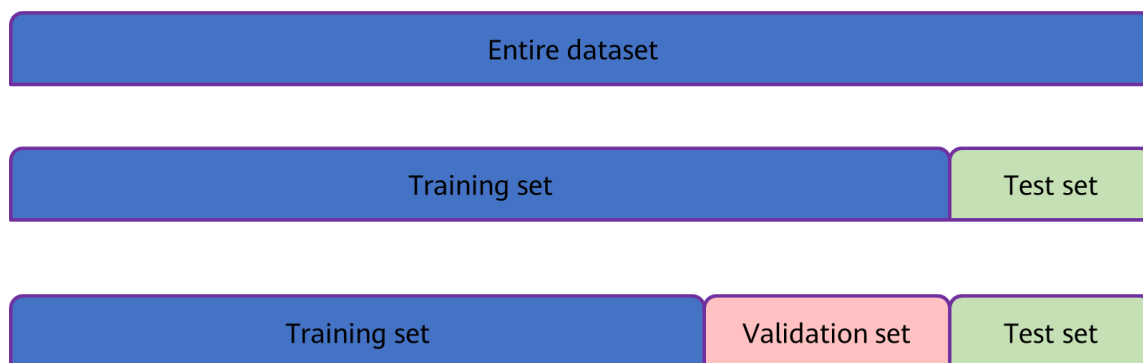 Entire dataset
Training set Test set
Training set Validation set Test set